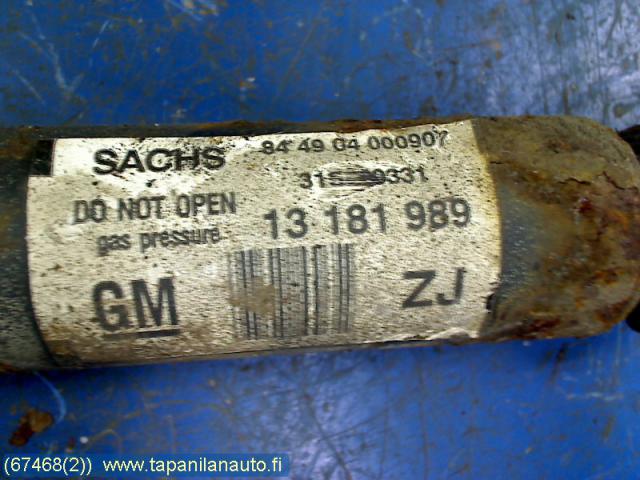 SACHS 84 49 04 000907
DO NOT OPEN
gas pressure 13 181 989
GM ZJ
(67468(2)) www.tapanilanauto.fi